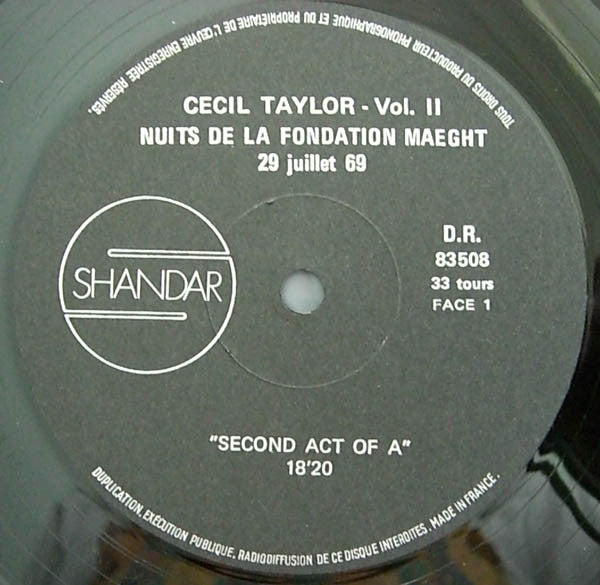 TOUS DROITS DU PRODUCTEUR PHONOGRAPHIQUE ET DU PROPRIÉTAIRE DE L'ŒUVRE ENREGISTRÉE RÉSERVÉS.
CECIL TAYLOR - Vol. II
NUITS DE LA FONDATION MAEGHT
29 juillet 69
SHANDAR
D.R.
83508
33 tours
FACE 1
"SECOND ACT OF A"
18'20
DUPLICATION, EXÉCUTION PUBLIQUE, RADIODIFFUSION DE CE DISQUE INTERDITES. MADE IN FRANCE.